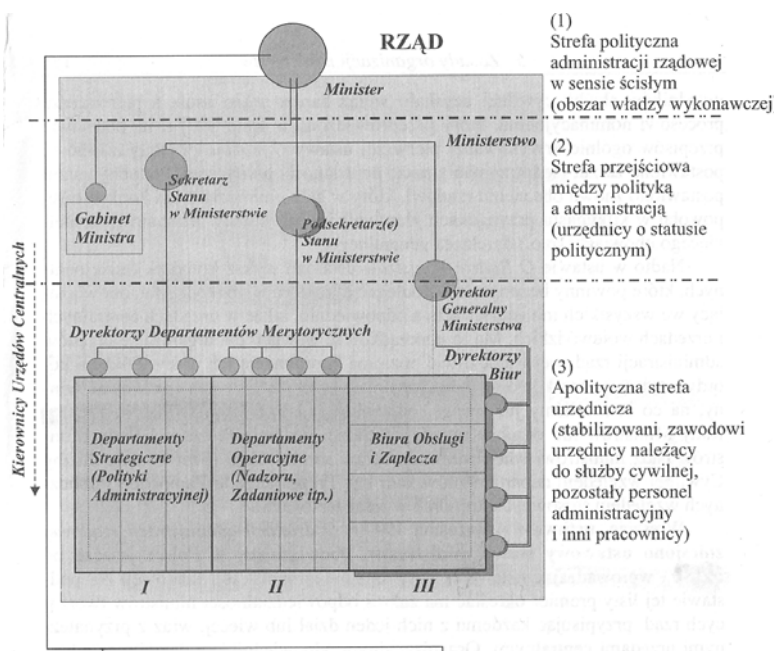 RZĄD
Minister
Ministerstwo
Sekretarz
Stanu
w Ministerstwie
Gabinet
Ministra
Podsekretarz(e)
Stanu
w Ministerstwie
Dyrektor
Generalny
Ministerstwa
Dyrektorzy Departamentów Merytorycznych
Dyrektorzy
Biur
Departamenty
Strategiczne
(Polityki
Administracyjnej)
Departamenty
Operacyjne
(Nadzoru,
Zadaniowe itp.)
Biura Obsługi
i Zaplecza
I
II
III
Kierownicy Urzędów Centralnych
(1)
Strefa polityczna
administracji rządowej
w sensie ścisłym
(obszar władzy wykonawczej
(2)
Strefa przejściowa
między polityką
a administracją
(urzędnicy o statusie
politycznym)
(3)
Apolityczna strefa
urzędnicza
(stabilizowani, zawodowi
urzędnicy należący
do służby cywilnej,
pozostały personel
administracyjny
i inni pracownicy)